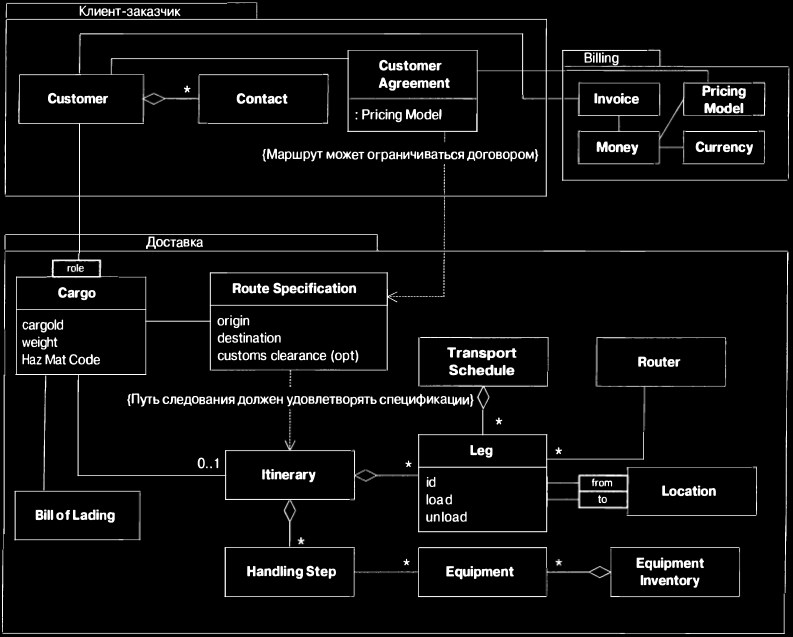 Клиент-заказчик
Customer
*
Contact
Customer
Agreement
: Pricing Model
Billing
Invoice
Pricing
Model
Money
Currency
{Маршрут может ограничиваться договором}
Доставка
role
Cargo
cargoId
weight
Haz Mat Code
Route Specification
origin
destination
customs clearance (opt)
Transport
Schedule
Router
{Путь следования должен удовлетворять спецификации}
*
*
0..1
Itinerary
*
Leg
id
load
unload
from
to
Location
Bill of Lading
*
Handling Step
*
Equipment
*
Equipment
Inventory